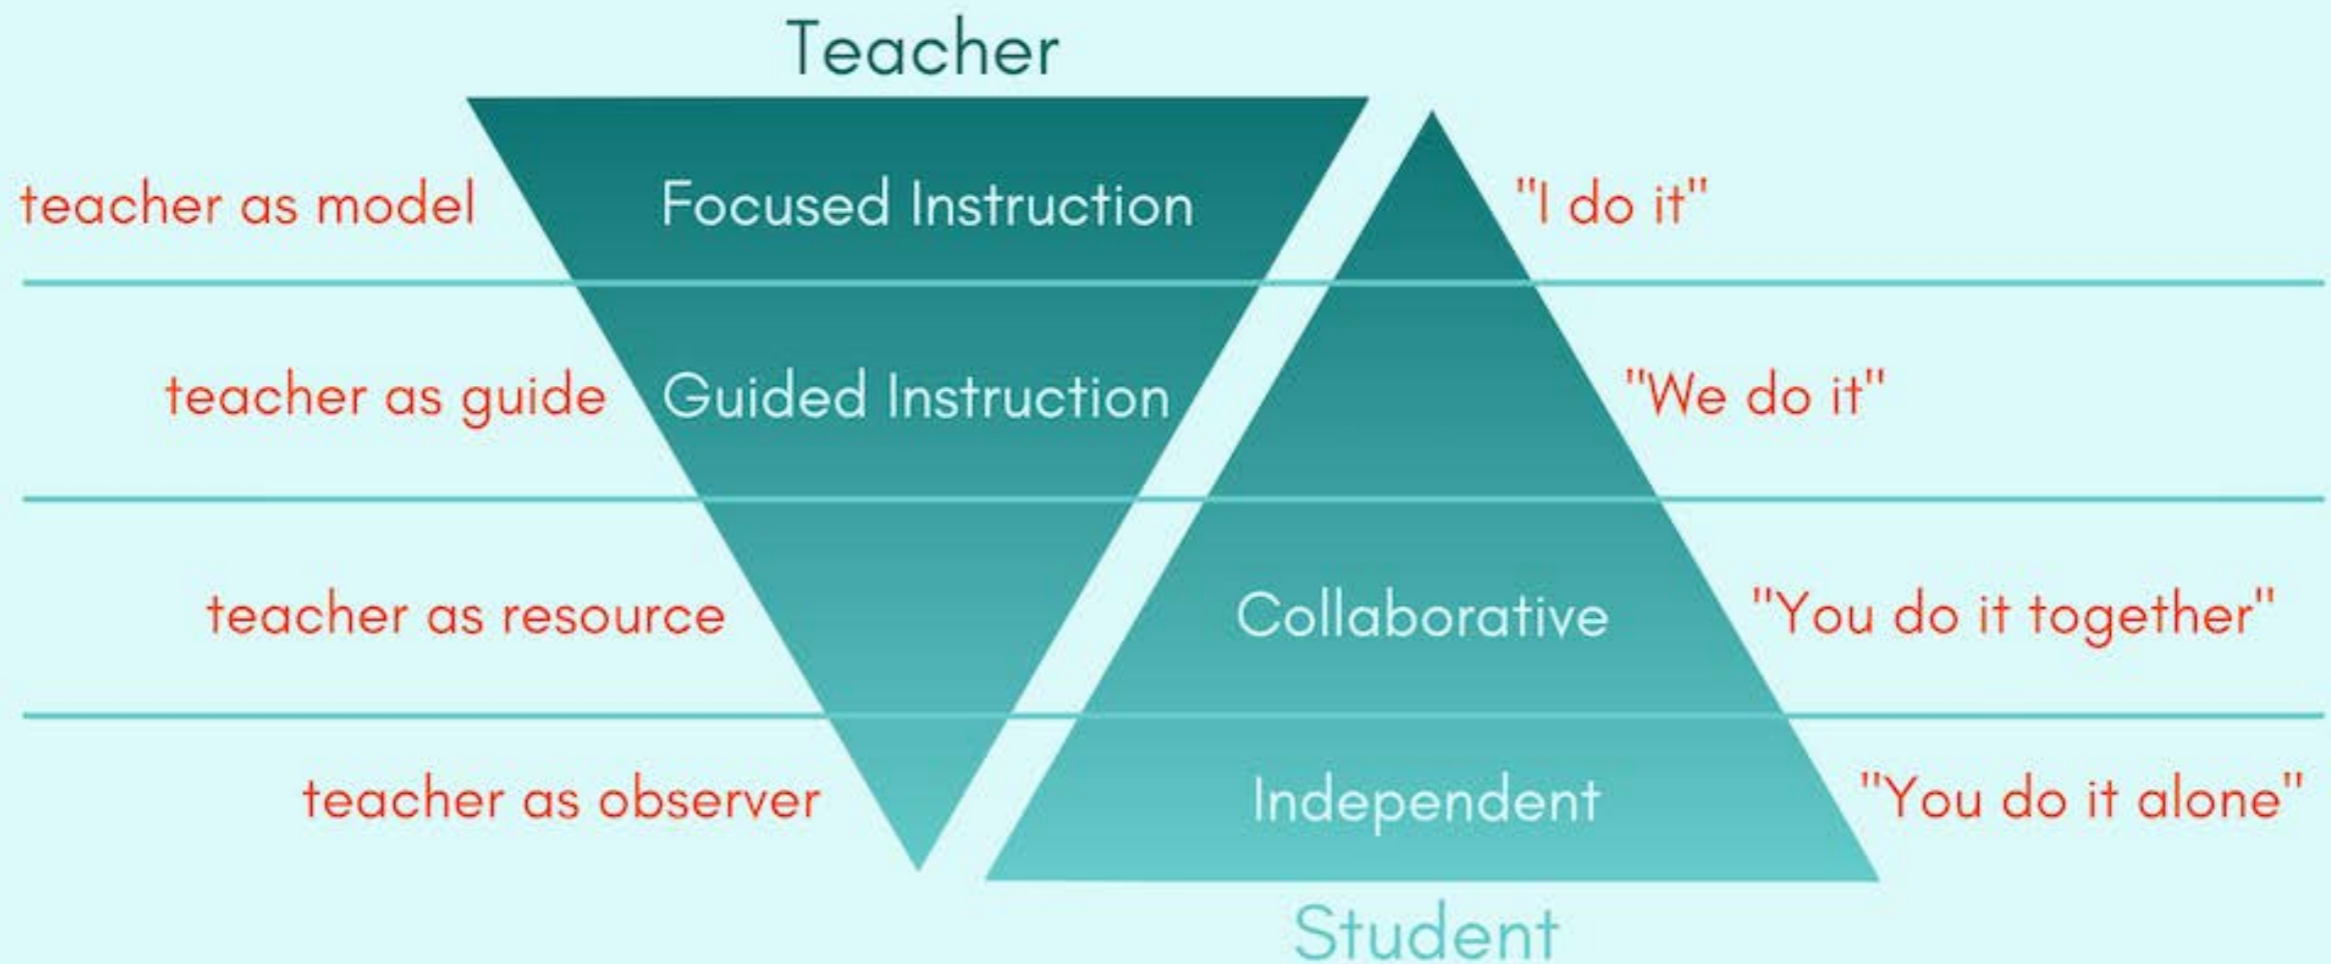 Teacher
teacher as model Focused Instruction "I do it"
teacher as guide Guided Instruction "We do it"
teacher as resource Collaborative "You do it together"
teacher as observer Independent "You do it alone"
Student